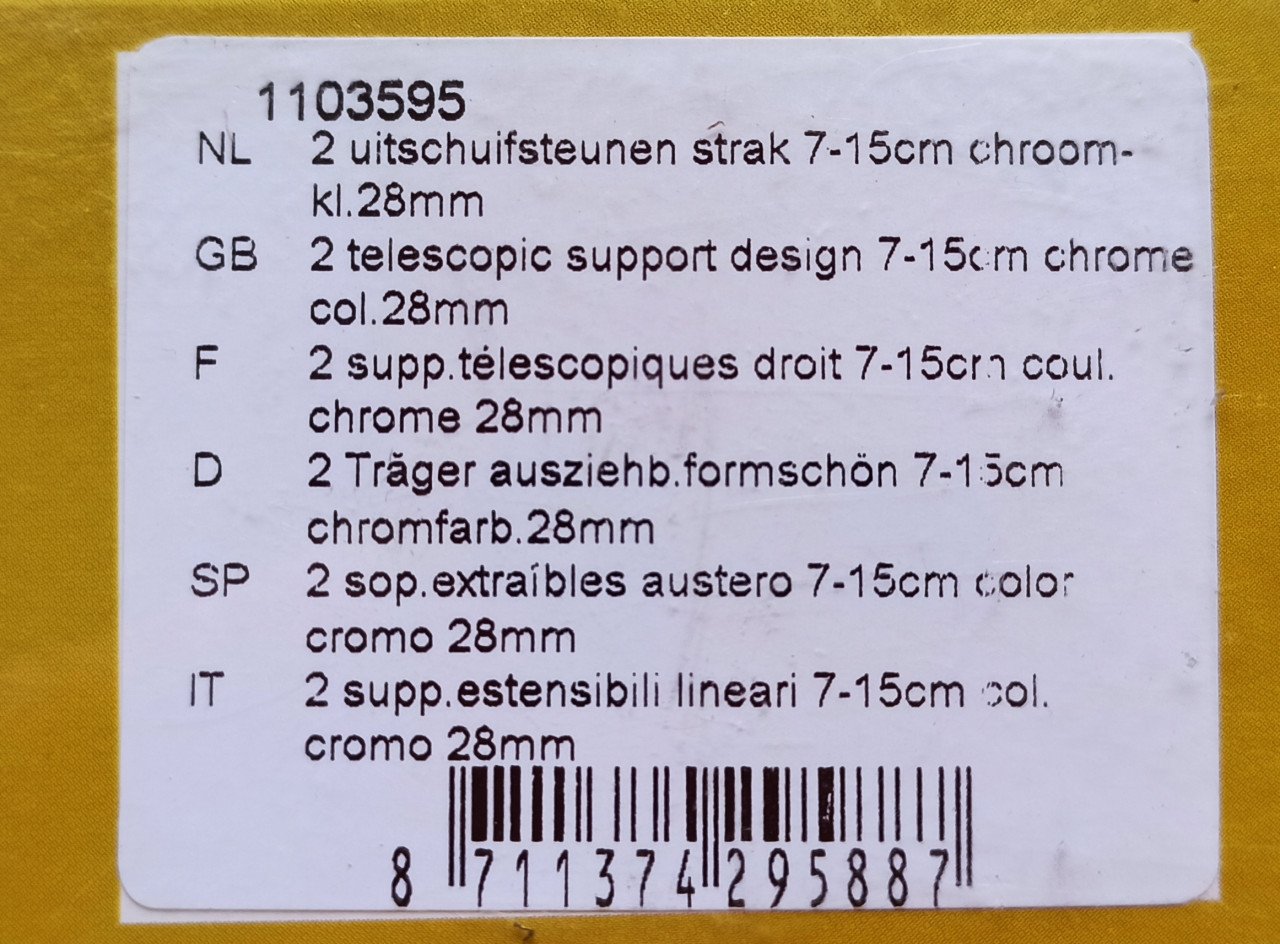 1103595
NL 2 uitschuifsteunen strak 7-15cm chroom-
kl.28mm
GB 2 telescopic support design 7-15cm chrome
col.28mm
F 2 supp.télescopiques droit 7-15cm coul.
chrome 28mm
D 2 Träger ausziehb.formschön 7-15cm
chromfarb.28mm
SP 2 sop.extraíbles austero 7-15cm color
cromo 28mm
IT 2 supp.estensibili lineari 7-15cm col.
cromo 28mm
8 711374 295887